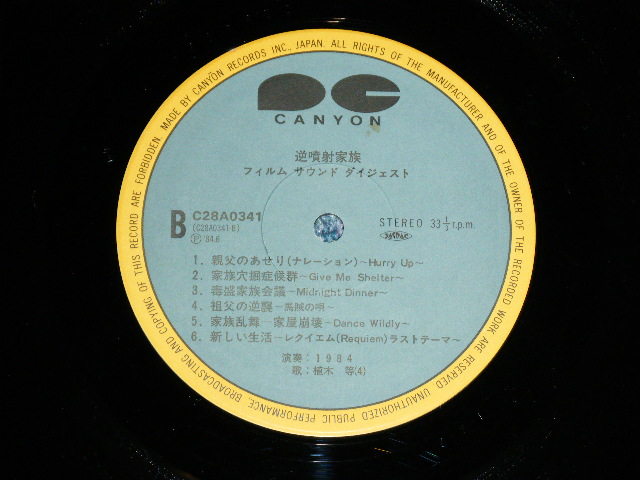 MADE BY CANYON RECORDS INC., JAPAN. ALL RIGHTS OF THE MANUFACTURER AND OF THE OWNER OF THE RECORDED WORK ARE RESERVED. UNAUTHORIZED PUBLIC PERFORMANCE, BROADCASTING AND COPYING OF THIS RECORD ARE FORBIDDEN.
PC
CANYON
逆噴射家族
フィルム サウンド ダイジェスト
B C28A0341
(C28A0341-B)
Ⓟ '84.6
STEREO 33⅓r.p.m.
1. 親父のあせり(ナレーション)~Hurry Up~
2. 家族穴掘症候群~Give Me Shelter~
3. 毒盛家族会議~Midnight Dinner~
4. 祖父の逆襲~馬賊の唄~
5. 家族乱舞~家屋崩壊~Dance Wildly~
6. 新しい生活~レクイエム(Requiem)ラストテーマ~
演奏:1984
歌:植木 等(4)